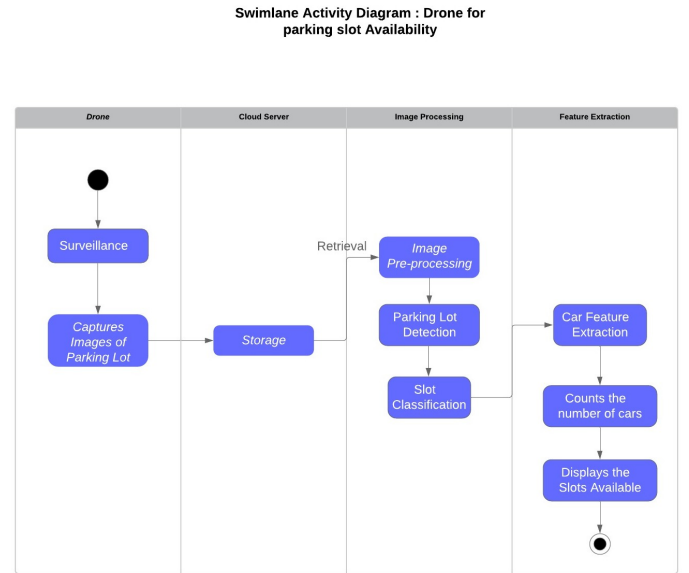 Swimlane Activity Diagram : Drone for
parking slot Availability
Drone
Cloud Server
Image Processing
Feature Extraction
Surveillance
Captures
Images of
Parking Lot
Storage
Retrieval
Image
Pre-processing
Parking Lot
Detection
Slot
Classification
Car Feature
Extraction
Counts the
number of cars
Displays the
Slots Available